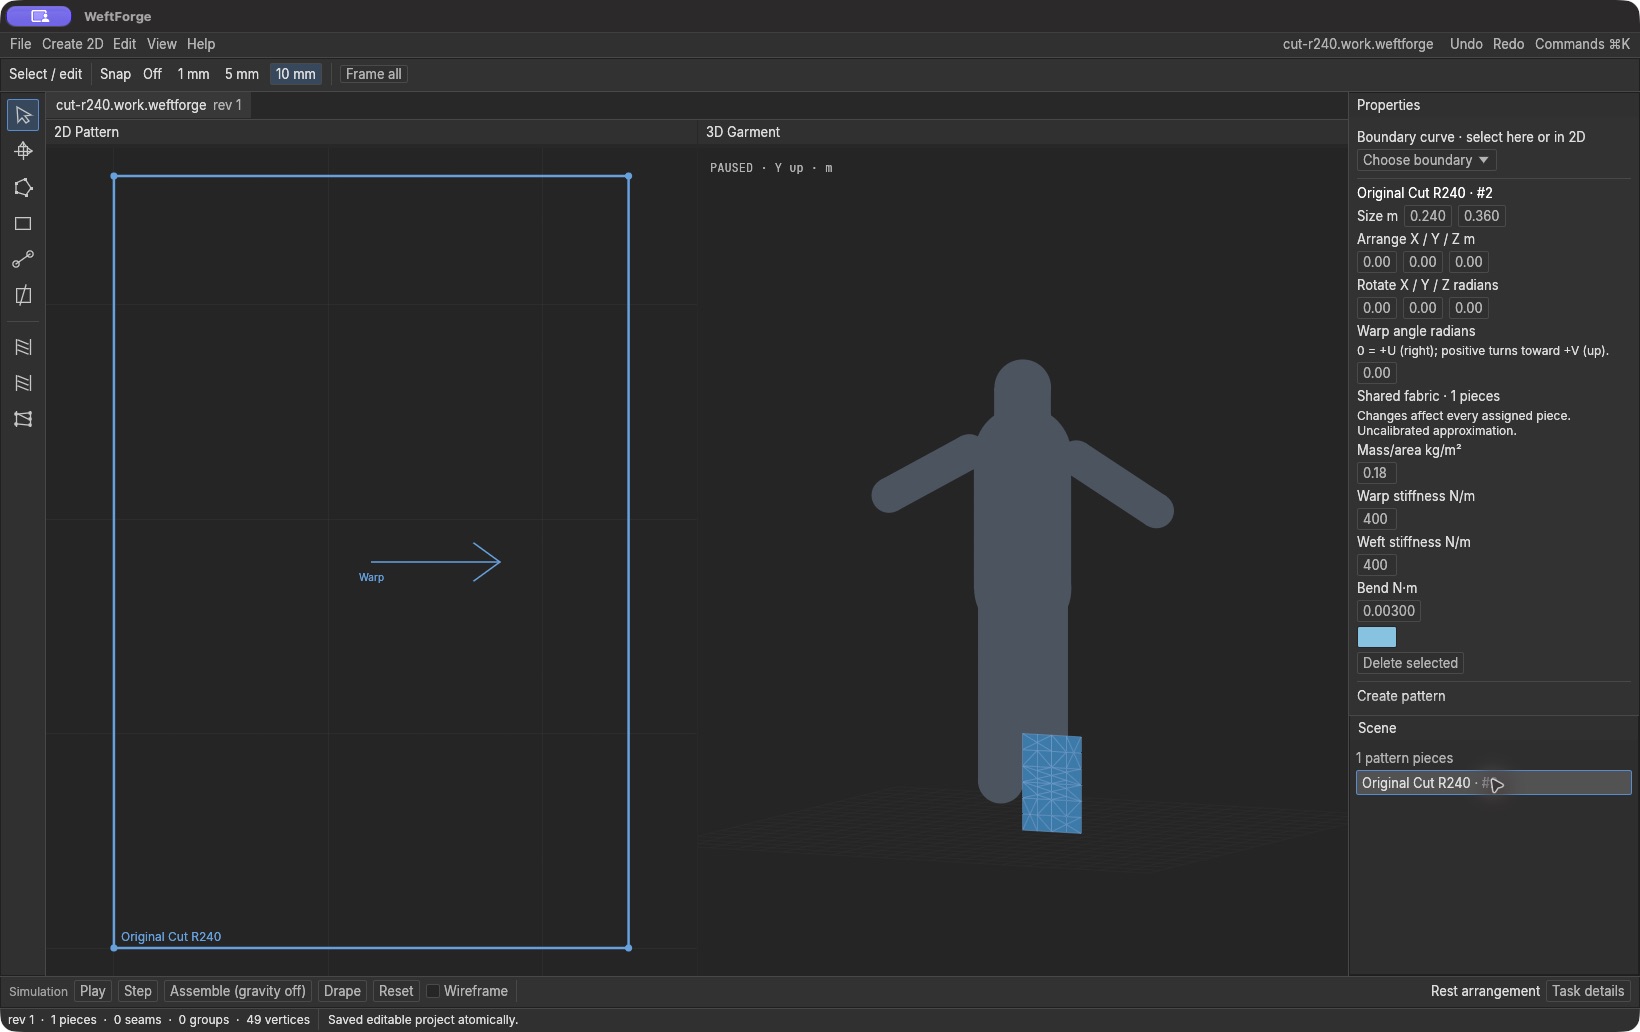 WeftForge
File Create 2D Edit View Help
cut-r240.work.weftforge Undo Redo Commands ⌘K
Select / edit Snap Off 1 mm 5 mm 10 mm Frame all
cut-r240.work.weftforge rev 1
2D Pattern
Warp
Original Cut R240
3D Garment
PAUSED · Y up · m
Properties
Boundary curve · select here or in 2D
Choose boundary
Original Cut R240 · #2
Size m 0.240 0.360
Arrange X / Y / Z m
0.00 0.00 0.00
Rotate X / Y / Z radians
0.00 0.00 0.00
Warp angle radians
0 = +U (right); positive turns toward +V (up).
0.00
Shared fabric · 1 pieces
Changes affect every assigned piece.
Uncalibrated approximation.
Mass/area kg/m²
0.18
Warp stiffness N/m
400
Weft stiffness N/m
400
Bend N·m
0.00300
Delete selected
Create pattern
Scene
1 pattern pieces
Original Cut R240 ·
Simulation Play Step Assemble (gravity off) Drape Reset Wireframe
Rest arrangement Task details
rev 1 · 1 pieces · 0 seams · 0 groups · 49 vertices Saved editable project atomically.